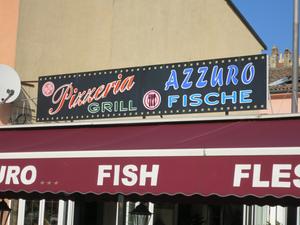 Pizzeria AZZURO
GRILL FISCHE
URO... FISH FLES